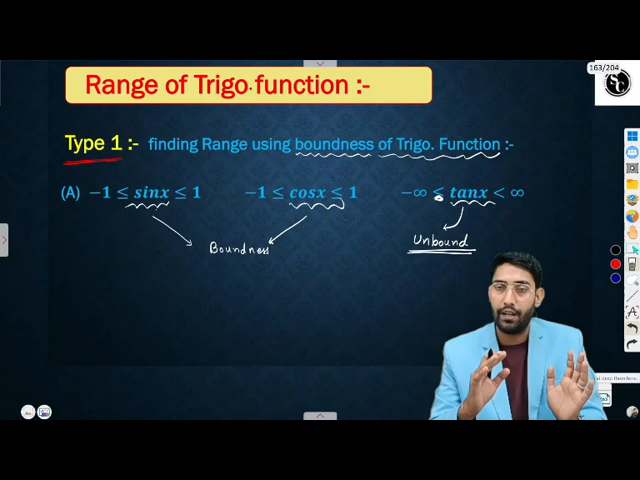 163/204
Range of Trigo function :-
Type 1 :- finding Range using boundness of Trigo. Function :-
(A) −1 ≤ sinx ≤ 1 −1 ≤ cosx ≤ 1 −∞ ≤ tanx < ∞
Boundness
Unbound